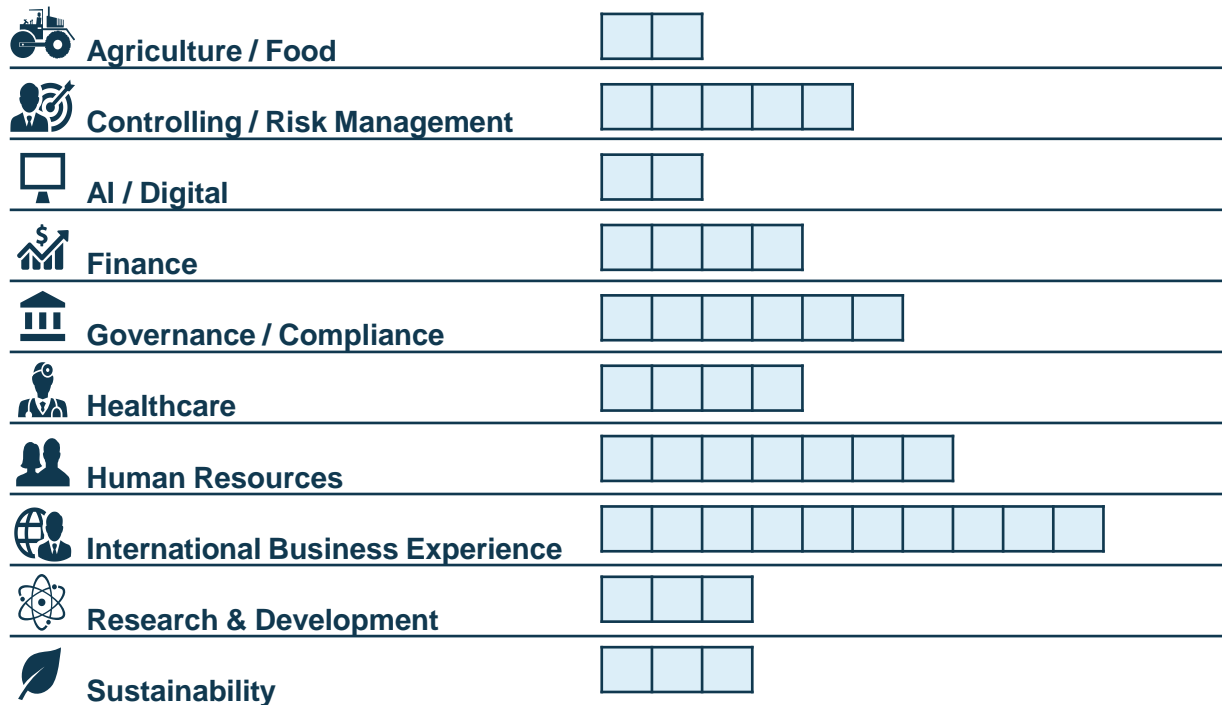 Agriculture / Food
Controlling / Risk Management
AI / Digital
$
Finance
Governance / Compliance
Healthcare
Human Resources
International Business Experience
Research & Development
Sustainability